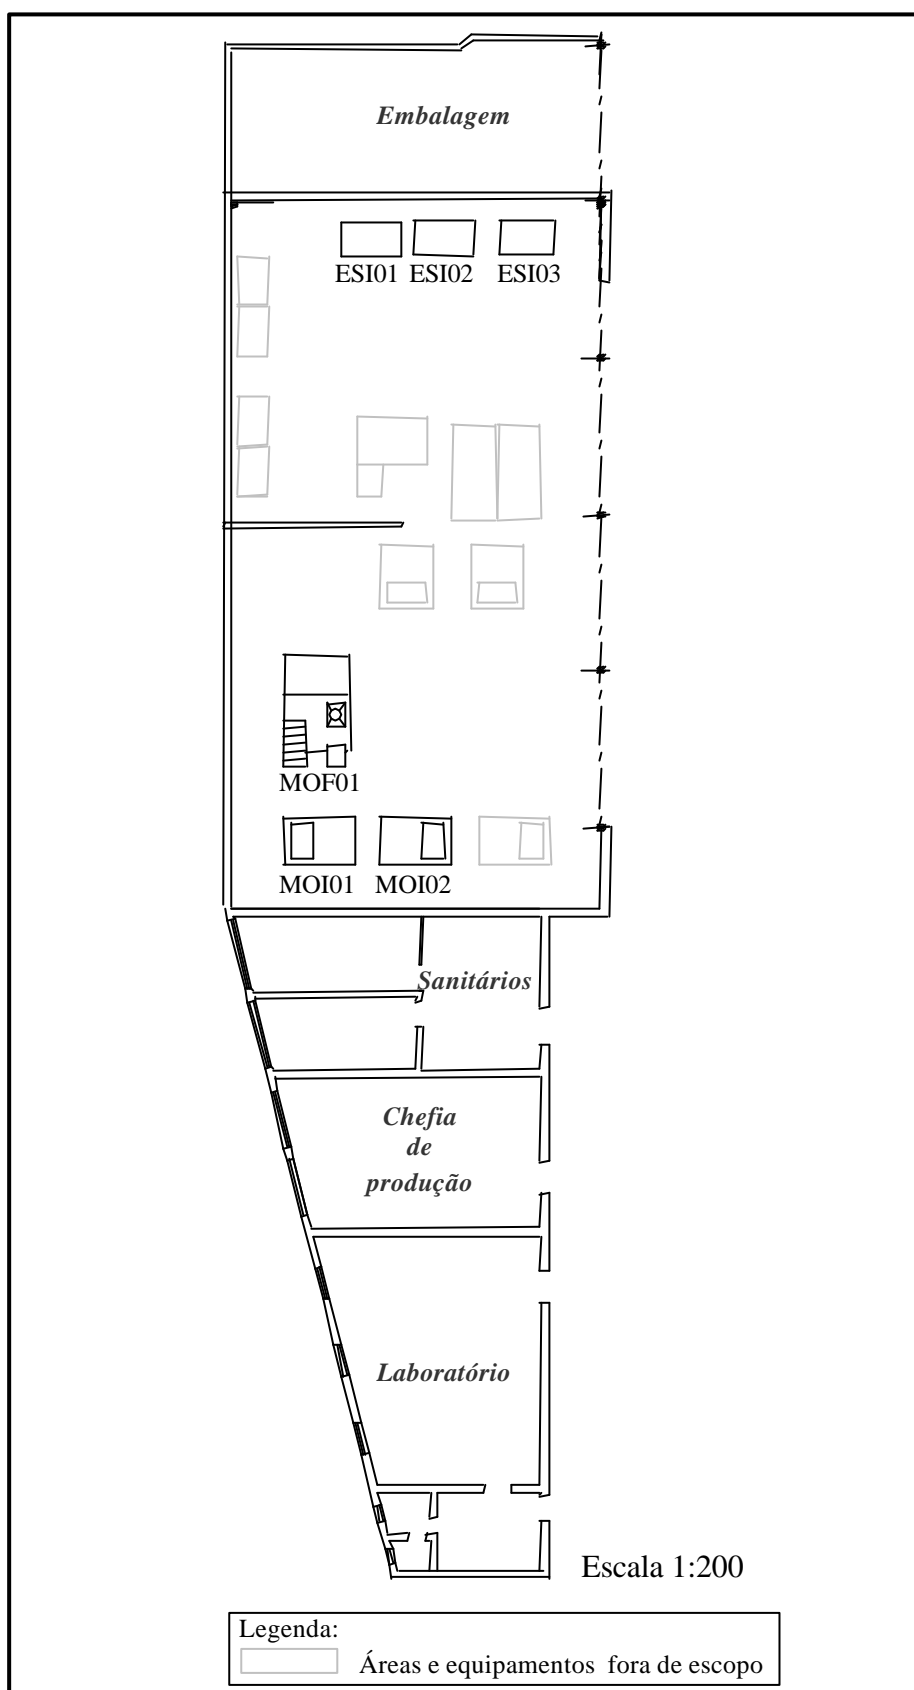 Embalagem
ESI01 ESI02 ESI03
MOF01
MOI01 MOI02
Sanitários
Chefia
de
produção
Laboratório
Escala 1:200
Legenda:
Áreas e equipamentos fora de escopo